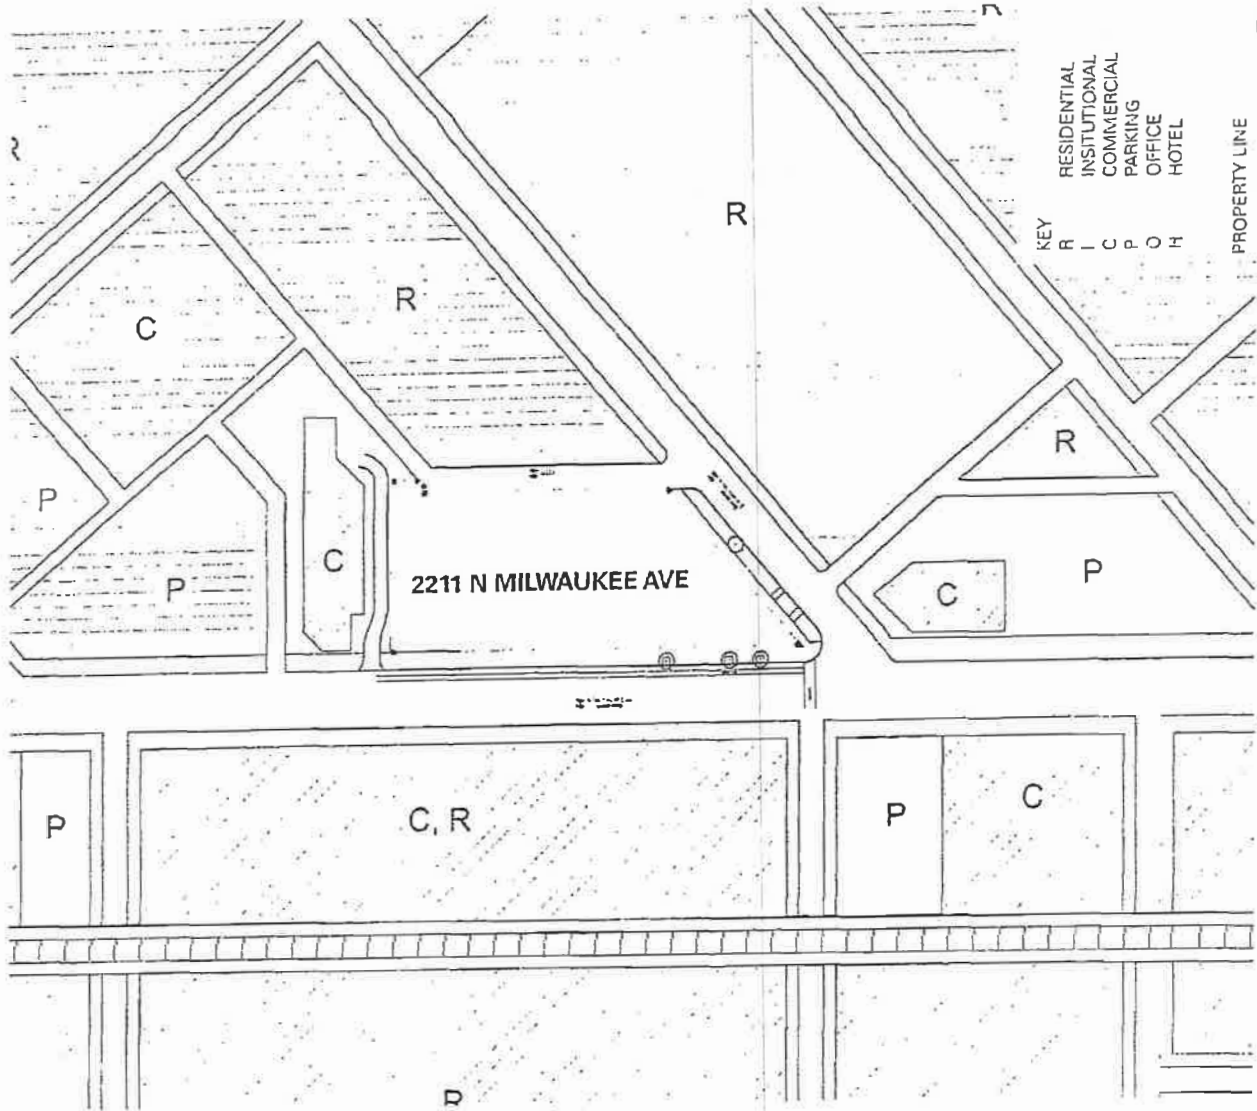 R
KEY
R RESIDENTIAL
I INSITUTIONAL
C COMMERCIAL
P PARKING
O OFFICE
H HOTEL
PROPERTY LINE
R
R
C
R
P
P
C
2211 N MILWAUKEE AVE
C
P
P
C, R
P
C
R